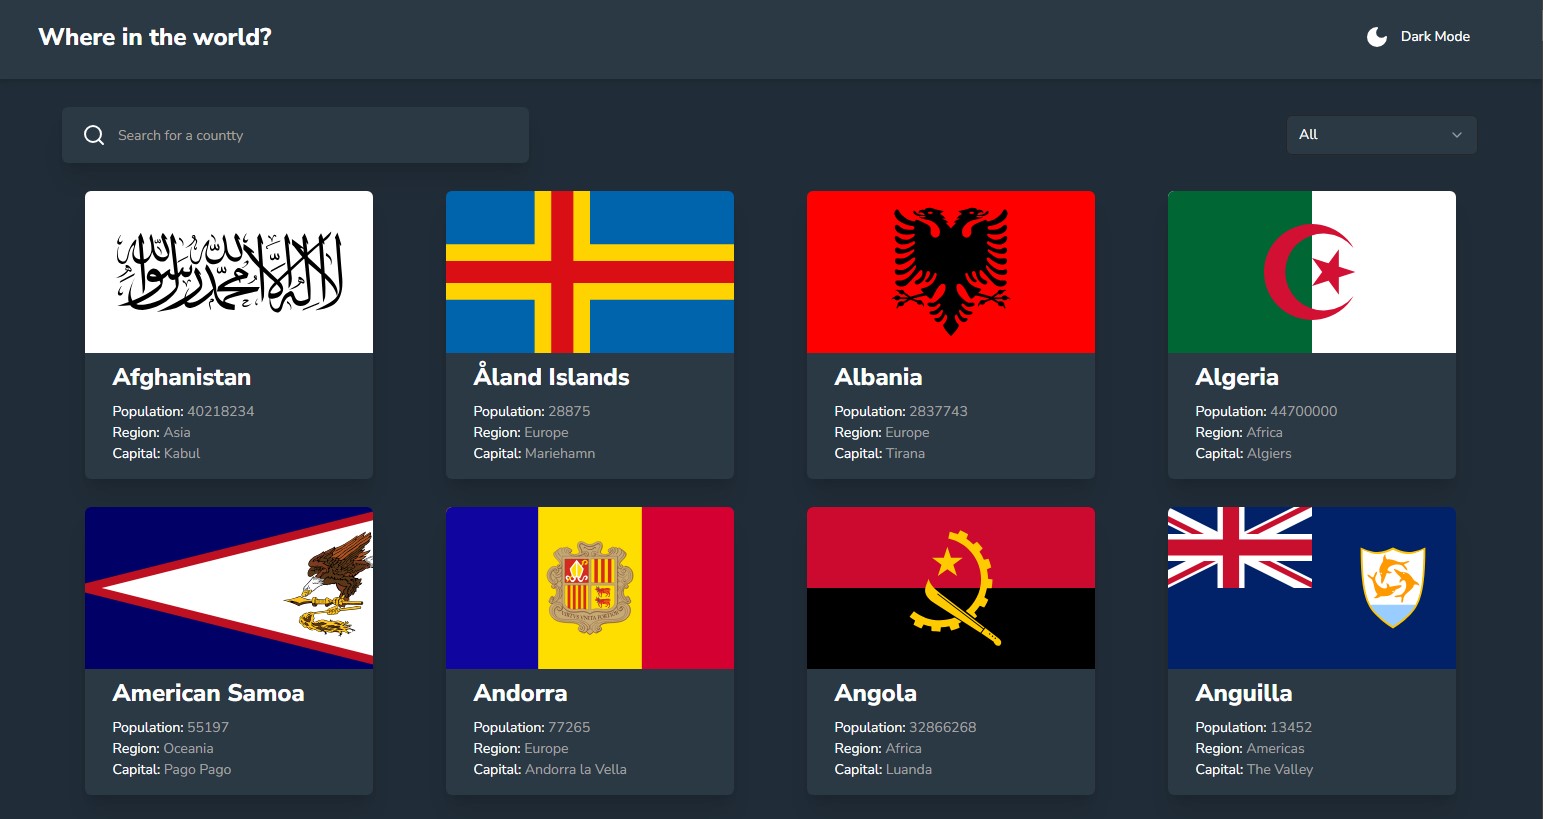 Where in the world?
Dark Mode
Search for a countty
All
لا إله إلا الله محمد رسول الله
Afghanistan
Population: 40218234
Region: Asia
Capital: Kabul
Åland Islands
Population: 28875
Region: Europe
Capital: Mariehamn
Albania
Population: 2837743
Region: Europe
Capital: Tirana
Algeria
Population: 44700000
Region: Africa
Capital: Algiers
American Samoa
Population: 55197
Region: Oceania
Capital: Pago Pago
VIRTUS UNITA FORTIOR
Andorra
Population: 77265
Region: Europe
Capital: Andorra la Vella
Angola
Population: 32866268
Region: Africa
Capital: Luanda
Anguilla
Population: 13452
Region: Americas
Capital: The Valley